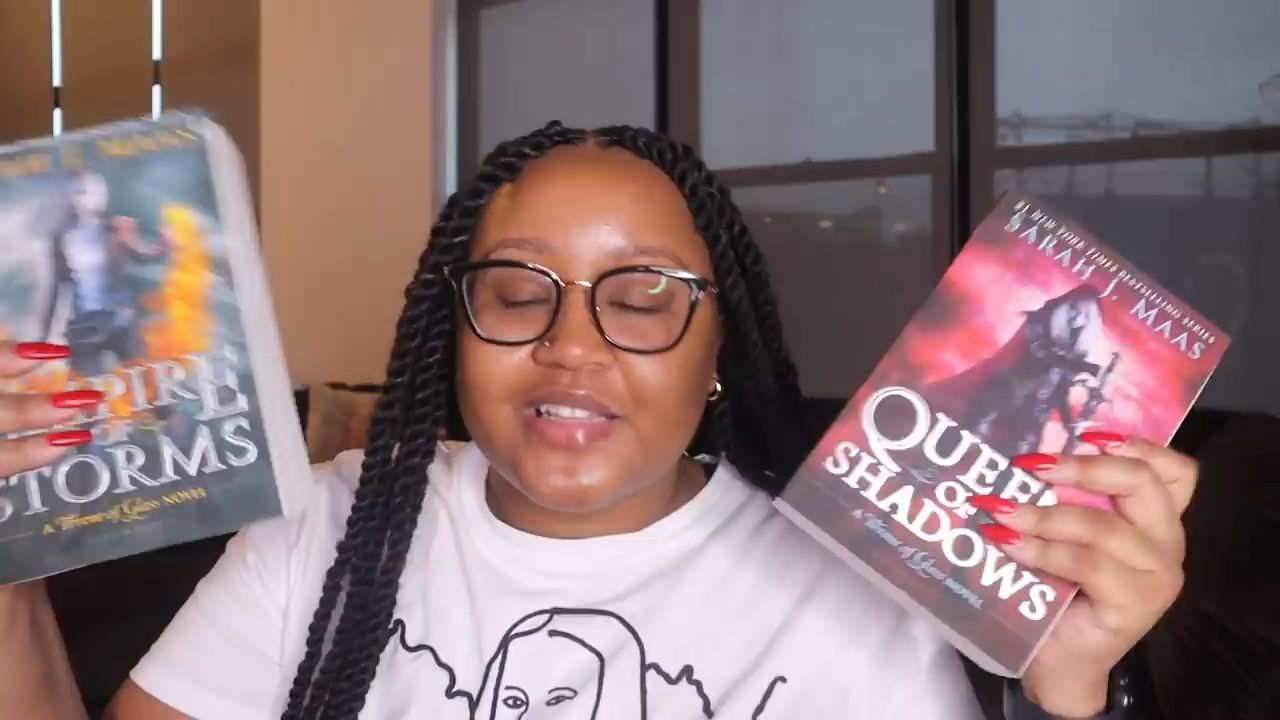 PIRE
STORMS
A Throne of Glass NOVEL
#1 NEW YORK TIMES BESTSELLING SERIES
SARAH J. MAAS
QUEEN
OF
SHADOWS
A Throne of Glass NOVEL